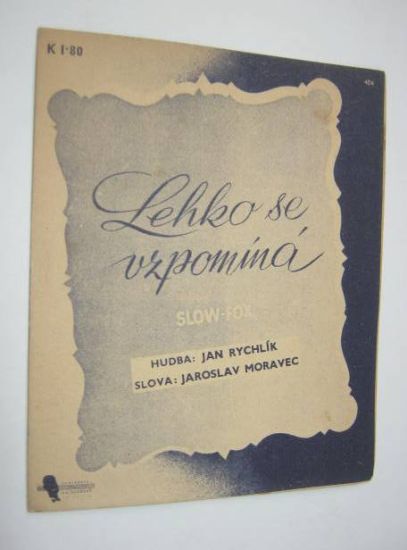 K 1·80
Lehko se
vzpomíná
SLOW-FOX
HUDBA: JAN RYCHLÍK
SLOVA: JAROSLAV MORAVEC